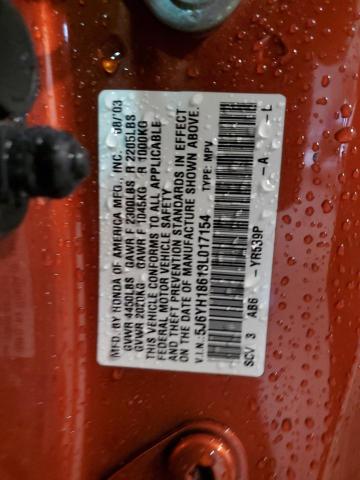 MFD. BY HONDA OF AMERICA MFG., INC. 08/03
GVWR 4450LBS GAWR F 2300LBS R 2205LBS
GVWR 2020KG GAWR F 1045KG R 1000KG
THIS VEHICLE CONFORMS TO ALL APPLICABLE
FEDERAL MOTOR VEHICLE SAFETY
AND THEFT PREVENTION STANDARDS IN EFFECT
ON THE DATE OF MANUFACTURE SHOWN ABOVE.
V.I.N.: 5J6YH18613L017154 TYPE: MPV
SCV 3 AB6 -YR539P -A -L